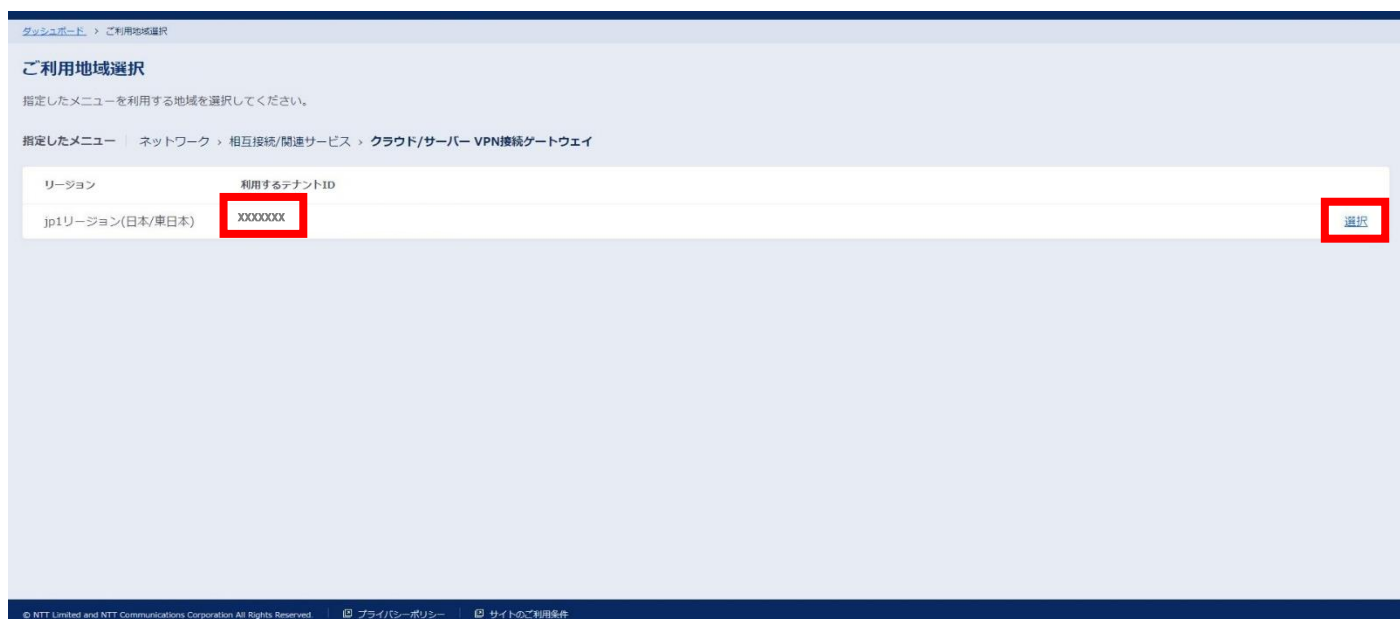 ダッシュボード > ご利用地域選択
ご利用地域選択
指定したメニューを利用する地域を選択してください。
指定したメニュー | ネットワーク > 相互接続/関連サービス > クラウド/サーバー VPN接続ゲートウェイ
リージョン 利用するテナントID
jp1リージョン(日本/東日本) XXXXXXX 選択
© NTT Limited and NTT Communications Corporation All Rights Reserved. | プライバシーポリシー | サイトのご利用条件